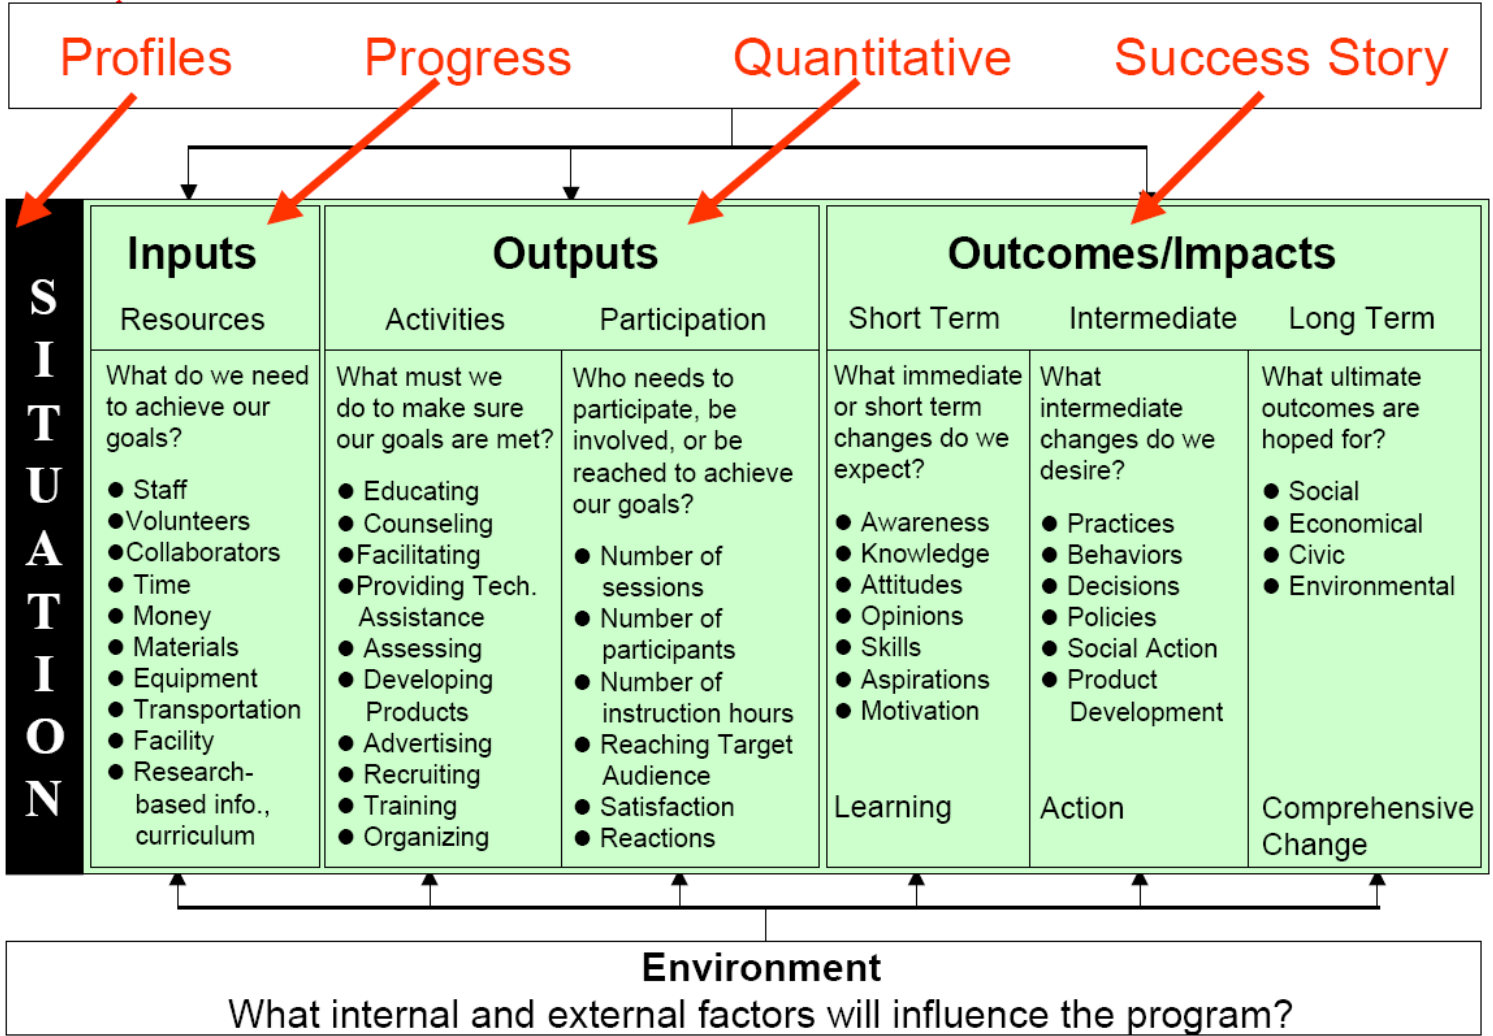 Profiles
Progress
Quantitative
Success Story
SITUATION
Inputs
Resources
What do we need
to achieve our
goals?
● Staff
●Volunteers
●Collaborators
● Time
● Money
● Materials
● Equipment
● Transportation
● Facility
● Research-
based info.,
curriculum
Outputs
Activities
What must we
do to make sure
our goals are met?
● Educating
● Counseling
●Facilitating
●Providing Tech.
Assistance
● Assessing
● Developing
Products
● Advertising
● Recruiting
● Training
● Organizing
Participation
Who needs to
participate, be
involved, or be
reached to achieve
our goals?
● Number of
sessions
● Number of
participants
● Number of
instruction hours
● Reaching Target
Audience
● Satisfaction
● Reactions
Outcomes/Impacts
Short Term
What immediate
or short term
changes do we
expect?
● Awareness
● Knowledge
● Attitudes
● Opinions
● Skills
● Aspirations
● Motivation
Learning
Intermediate
What
intermediate
changes do we
desire?
● Practices
● Behaviors
● Decisions
● Policies
● Social Action
● Product
Development
Action
Long Term
What ultimate
outcomes are
hoped for?
● Social
● Economical
● Civic
● Environmental
Comprehensive
Change
Environment
What internal and external factors will influence the program?